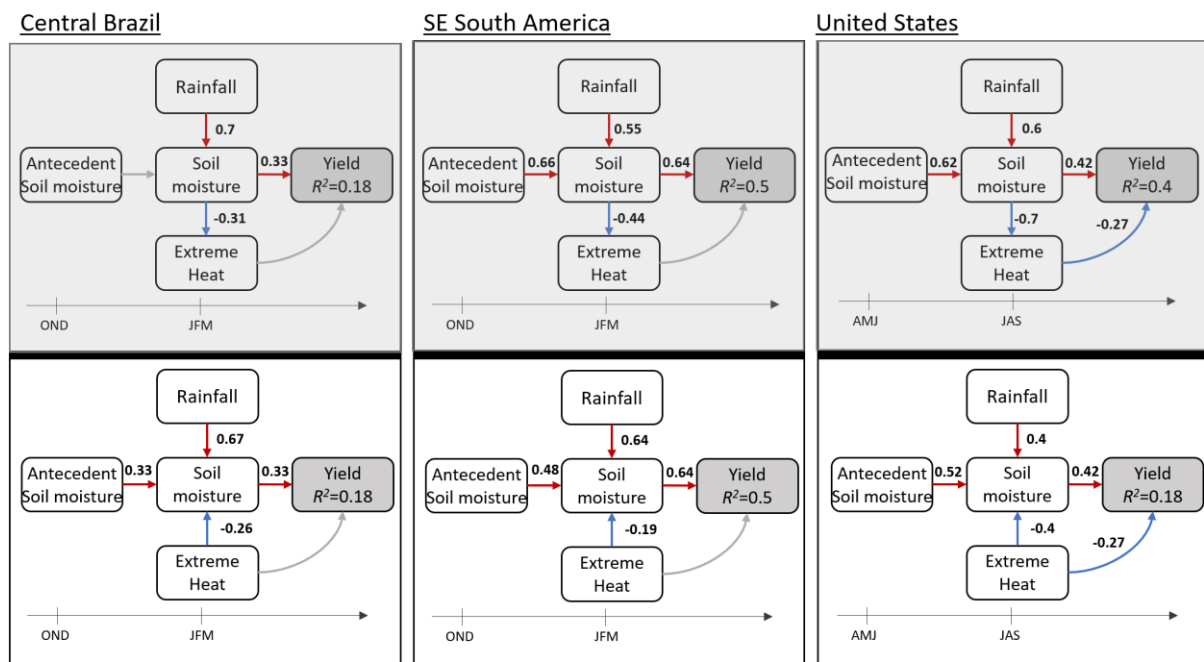 Central Brazil
Rainfall
0.7
Antecedent
Soil moisture
Soil
moisture
0.33
Yield
R²=0.18
-0.31
Extreme
Heat
OND
JFM
SE South America
Rainfall
0.55
Antecedent
Soil moisture
0.66
Soil
moisture
0.64
Yield
R²=0.5
-0.44
Extreme
Heat
OND
JFM
United States
Rainfall
0.6
Antecedent
Soil moisture
0.62
Soil
moisture
0.42
Yield
R²=0.4
-0.7
-0.27
Extreme
Heat
AMJ
JAS
Rainfall
0.67
Antecedent
Soil moisture
0.33
Soil
moisture
0.33
Yield
R²=0.18
-0.26
Extreme
Heat
OND
JFM
Rainfall
0.64
Antecedent
Soil moisture
0.48
Soil
moisture
0.64
Yield
R²=0.5
-0.19
Extreme
Heat
OND
JFM
Rainfall
0.4
Antecedent
Soil moisture
0.52
Soil
moisture
0.42
Yield
R²=0.18
-0.4
-0.27
Extreme
Heat
AMJ
JAS